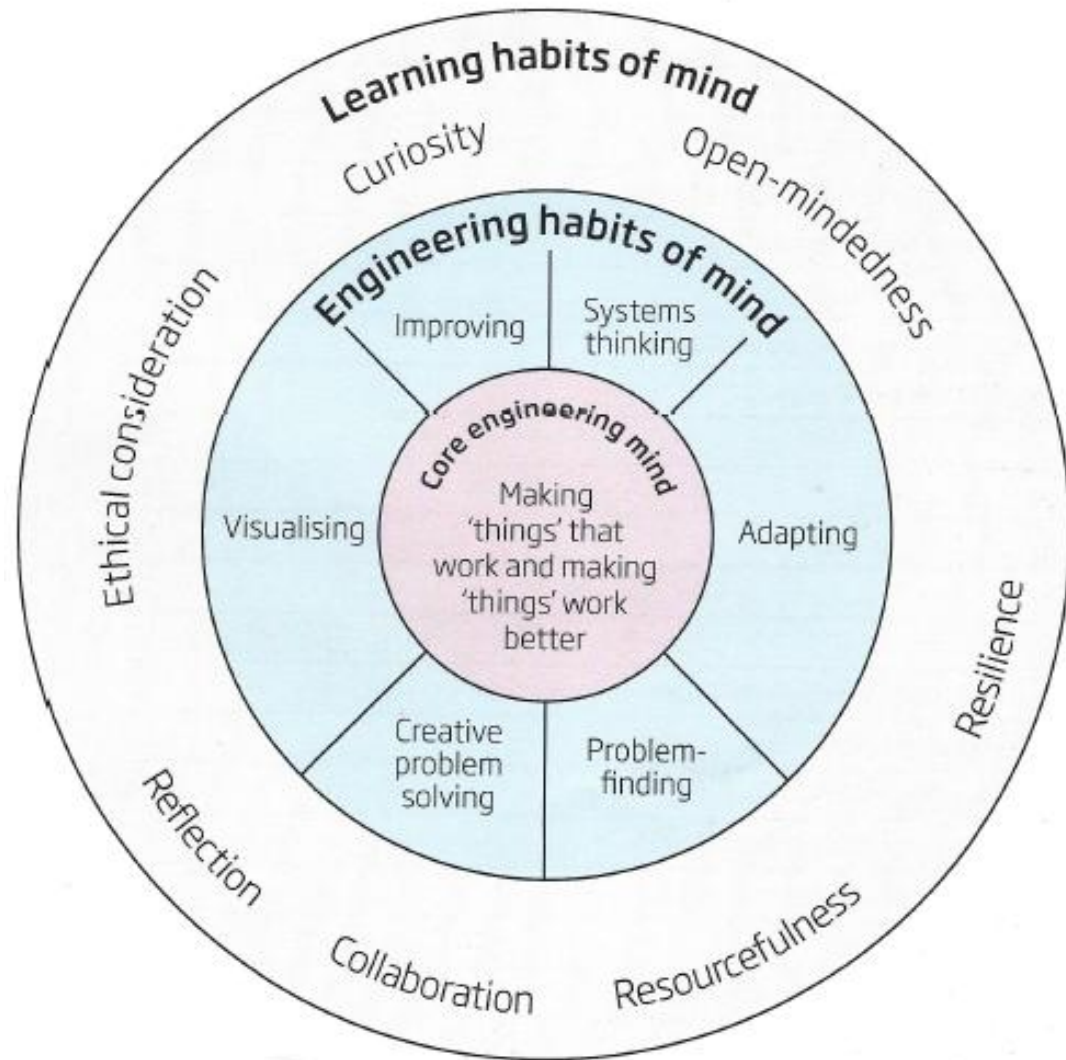 Learning habits of mind
Curiosity
Open-mindedness
Ethical consideration
Resilience
Reflection
Collaboration
Resourcefulness
Engineering habits of mind
Improving
Systems
thinking
Visualising
Adapting
Creative
problem
solving
Problem-
finding
Core engineering mind
Making
‘things’ that
work and making
‘things’ work
better